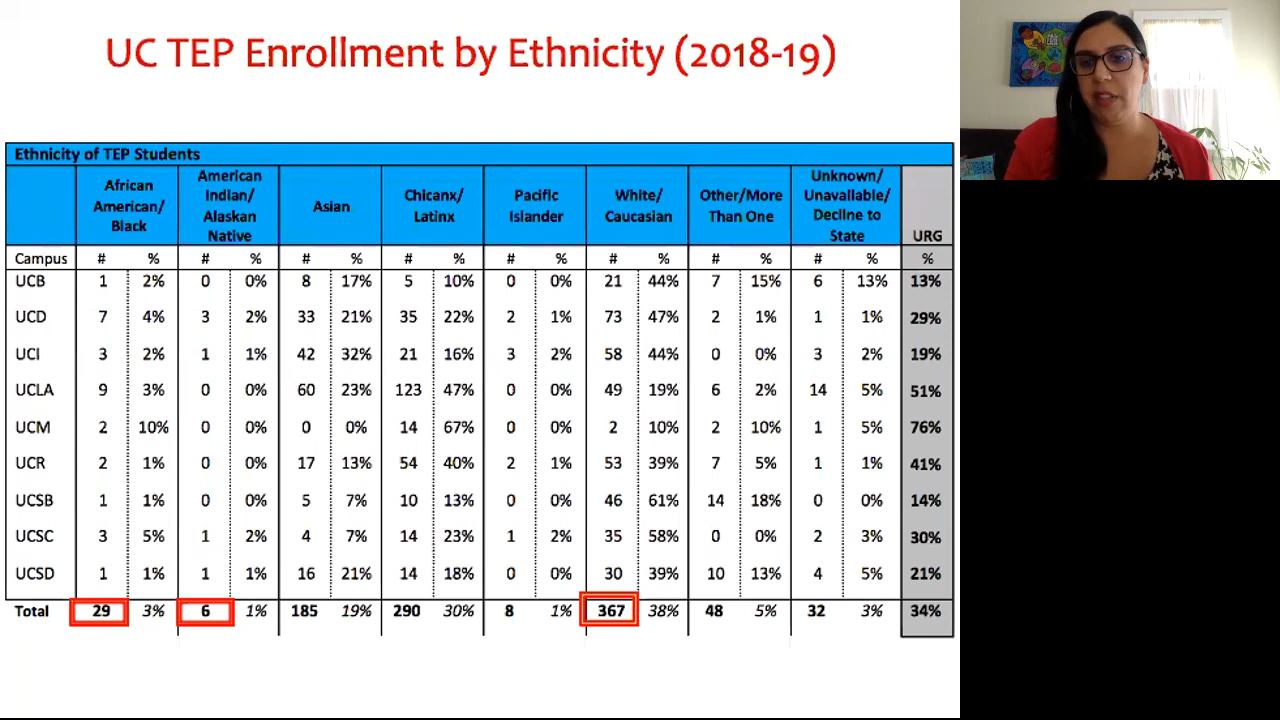 UC TEP Enrollment by Ethnicity (2018-19)
Ethnicity of TEP Students
African American/ Black American Indian/ Alaskan Native Asian Chicanx/ Latinx Pacific Islander White/ Caucasian Other/More Than One Unknown/ Unavailable/ Decline to State URG
Campus # % # % # % # % # % # % # % # % %
UCB 1 2% 0 0% 8 17% 5 10% 0 0% 21 44% 7 15% 6 13% 13%
UCD 7 4% 3 2% 33 21% 35 22% 2 1% 73 47% 2 1% 1 1% 29%
UCI 3 2% 1 1% 42 32% 21 16% 3 2% 58 44% 0 0% 3 2% 19%
UCLA 9 3% 0 0% 60 23% 123 47% 0 0% 49 19% 6 2% 14 5% 51%
UCM 2 10% 0 0% 0 0% 14 67% 0 0% 2 10% 2 10% 1 5% 76%
UCR 2 1% 0 0% 17 13% 54 40% 2 1% 53 39% 7 5% 1 1% 41%
UCSB 1 1% 0 0% 5 7% 10 13% 0 0% 46 61% 14 18% 0 0% 14%
UCSC 3 5% 1 2% 4 7% 14 23% 1 2% 35 58% 0 0% 2 3% 30%
UCSD 1 1% 1 1% 16 21% 14 18% 0 0% 30 39% 10 13% 4 5% 21%
Total 29 3% 6 1% 185 19% 290 30% 8 1% 367 38% 48 5% 32 3% 34%